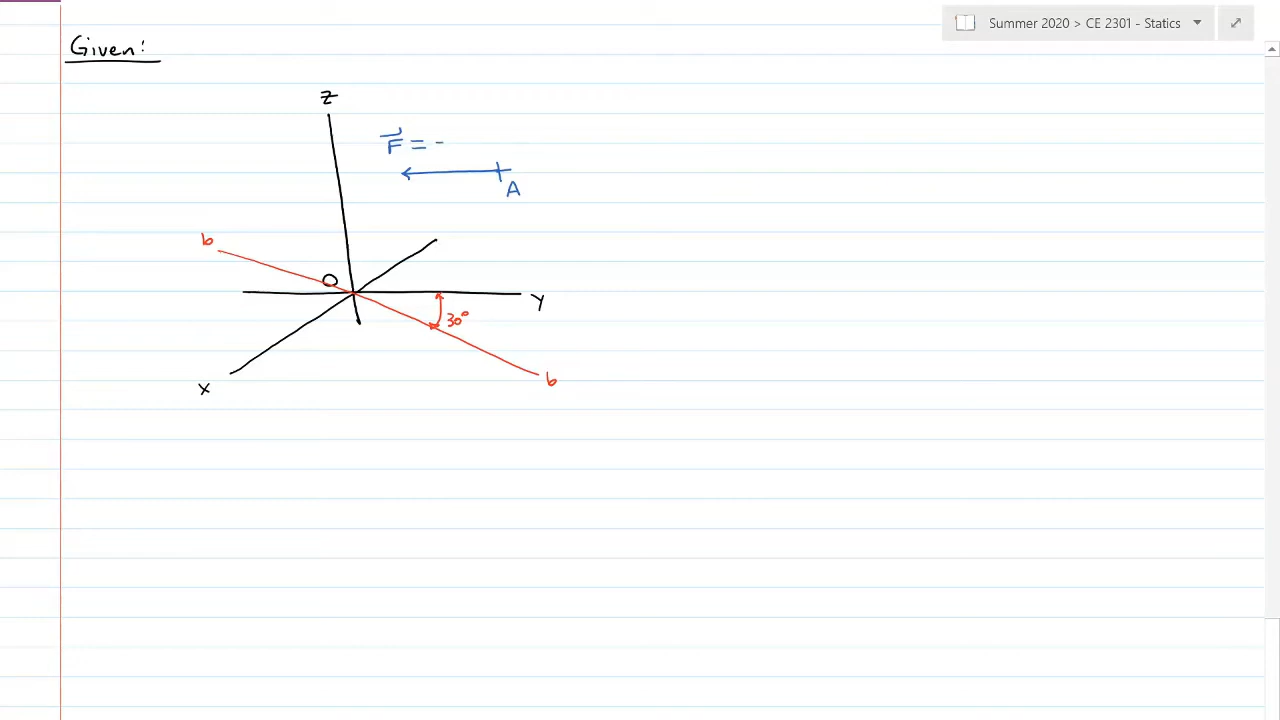 Summer 2020 > CE 2301 - Statics
Given:
z
F = -
A
b
O
y
30°
x
b